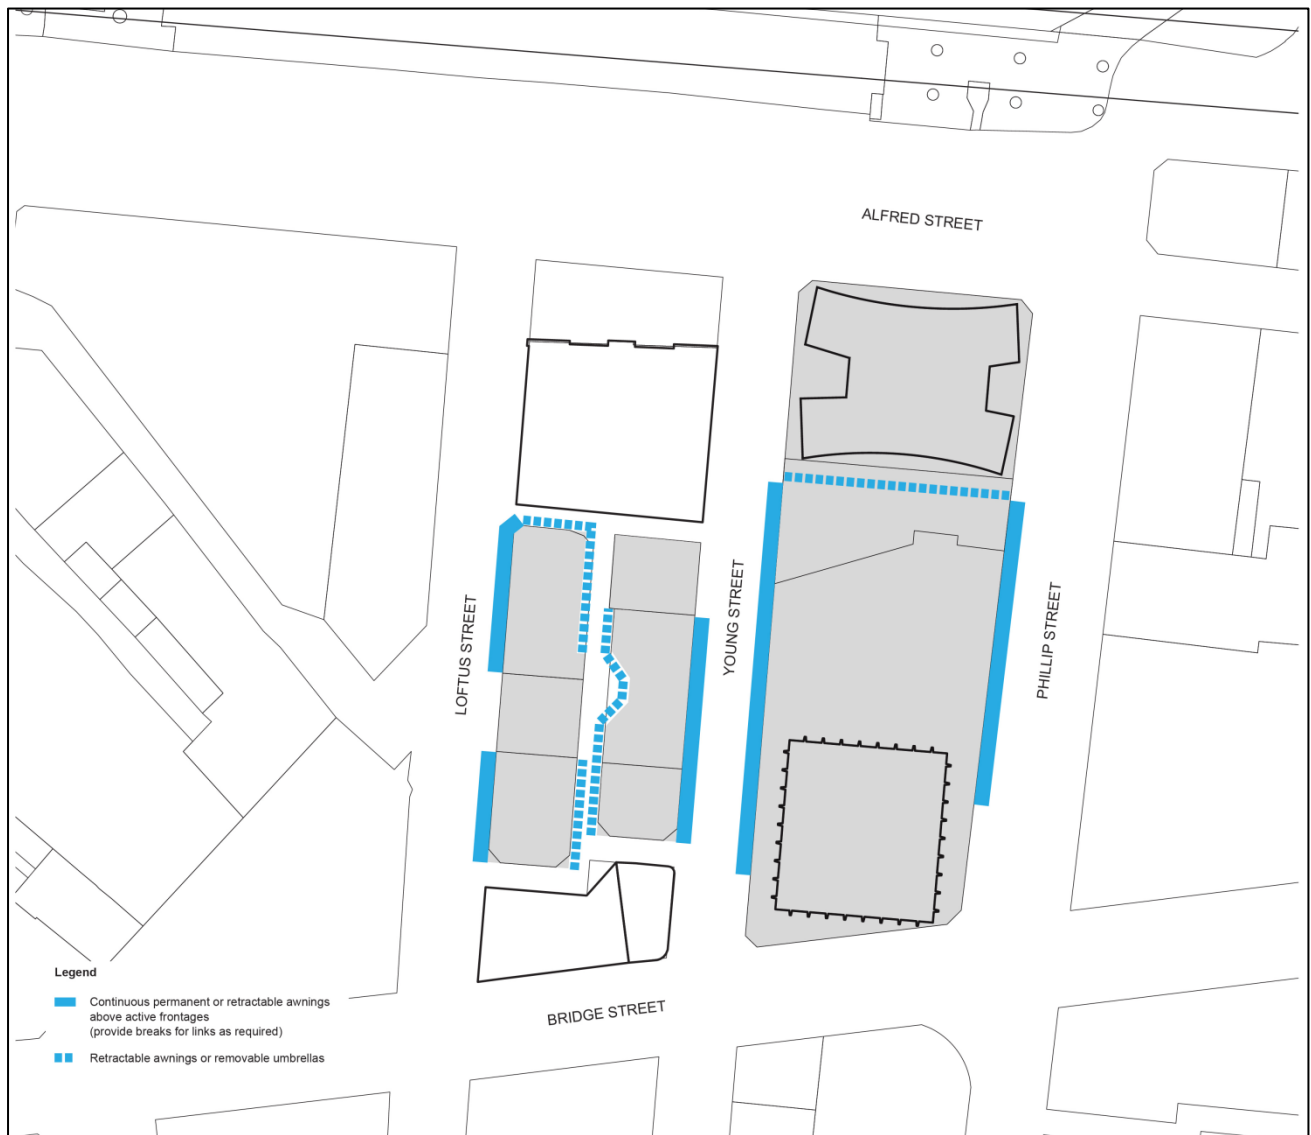 ALFRED STREET
YOUNG STREET
LOFTUS STREET
PHILLIP STREET
BRIDGE STREET
Legend
Continuous permanent or retractable awnings
above active frontages
(provide breaks for links as required)
Retractable awnings or removable umbrellas